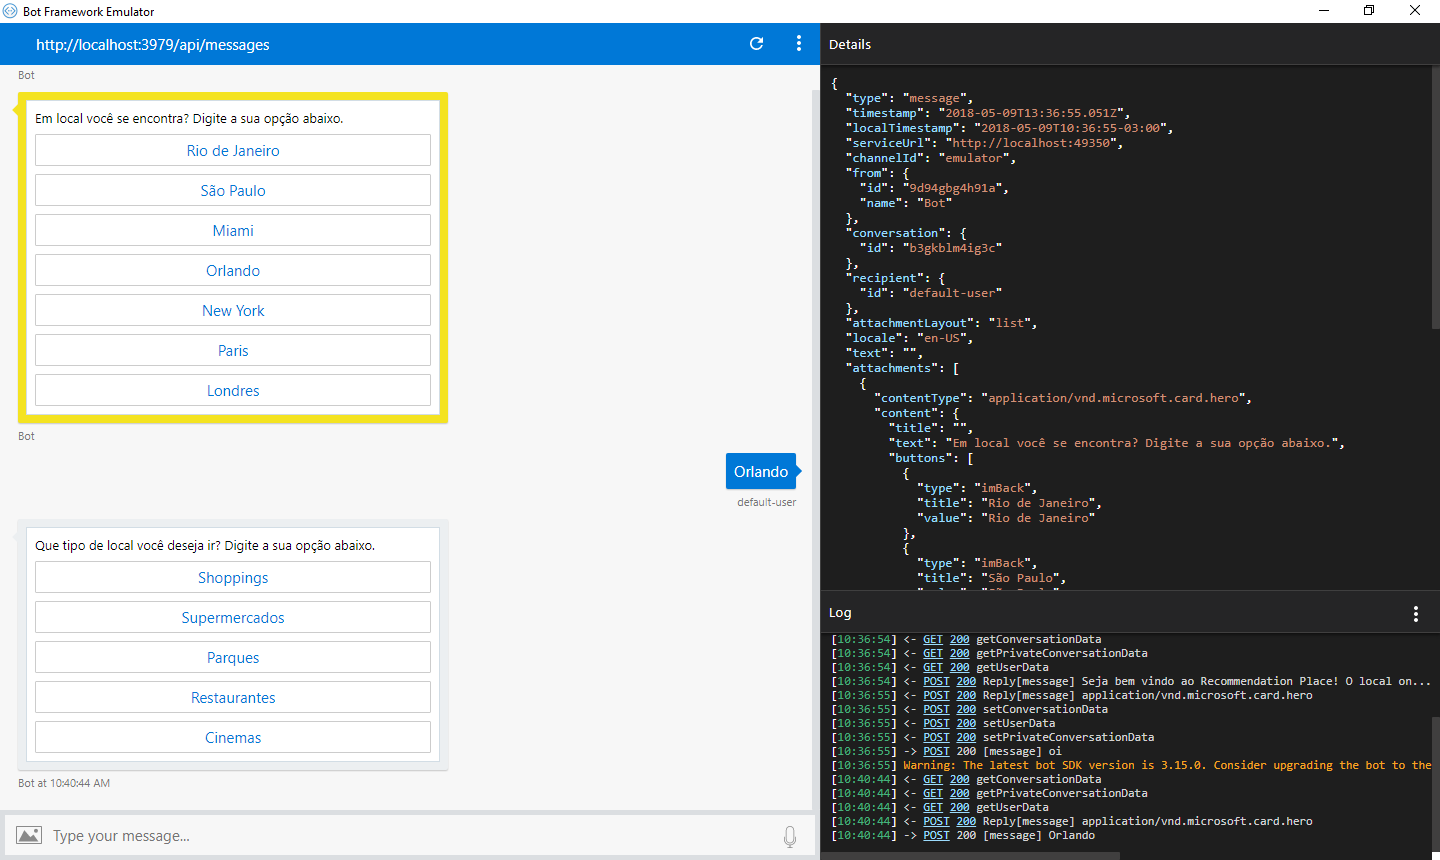 Bot Framework Emulator
http://localhost:3979/api/messages
Bot
Em local você se encontra? Digite a sua opção abaixo.
Rio de Janeiro
São Paulo
Miami
Orlando
New York
Paris
Londres
Bot
Orlando
default-user
Que tipo de local você deseja ir? Digite a sua opção abaixo.
Shoppings
Supermercados
Parques
Restaurantes
Cinemas
Bot at 10:40:44 AM
Type your message...
Details
{
"type": "message",
"timestamp": "2018-05-09T13:36:55.051Z",
"localTimestamp": "2018-05-09T10:36:55-03:00",
"serviceUrl": "http://localhost:49350",
"channelId": "emulator",
"from": {
"id": "9d94gbg4h91a",
"name": "Bot"
},
"conversation": {
"id": "b3gkblm4ig3c"
},
"recipient": {
"id": "default-user"
},
"attachmentLayout": "list",
"locale": "en-US",
"text": "",
"attachments": [
{
"contentType": "application/vnd.microsoft.card.hero",
"content": {
"title": "",
"text": "Em local você se encontra? Digite a sua opção abaixo.",
"buttons": [
{
"type": "imBack",
"title": "Rio de Janeiro",
"value": "Rio de Janeiro"
},
{
"type": "imBack",
"title": "São Paulo",
Log
[10:36:54] <- GET 200 getConversationData
[10:36:54] <- GET 200 getPrivateConversationData
[10:36:54] <- GET 200 getUserData
[10:36:54] <- POST 200 Reply[message] Seja bem vindo ao Recommendation Place! O local on...
[10:36:55] <- POST 200 Reply[message] application/vnd.microsoft.card.hero
[10:36:55] <- POST 200 setConversationData
[10:36:55] <- POST 200 setUserData
[10:36:55] <- POST 200 setPrivateConversationData
[10:36:55] -> POST 200 [message] oi
[10:36:55] Warning: The latest bot SDK version is 3.15.0. Consider upgrading the bot to the
[10:40:44] <- GET 200 getConversationData
[10:40:44] <- GET 200 getPrivateConversationData
[10:40:44] <- GET 200 getUserData
[10:40:44] <- POST 200 Reply[message] application/vnd.microsoft.card.hero
[10:40:44] -> POST 200 [message] Orlando